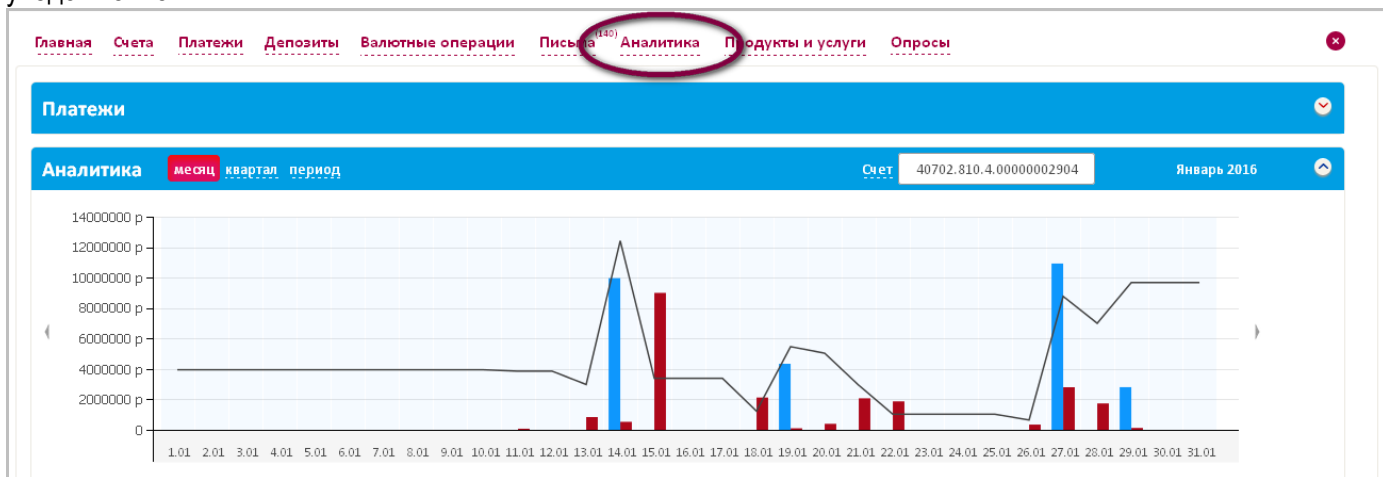 Главная Счета Платежи Депозиты Валютные операции Письма (140) Аналитика Продукты и услуги Опросы
Платежи
Аналитика месяц квартал период Счет 40702.810.4.00000002904 Январь 2016
14000000 р
12000000 р
10000000 р
8000000 р
6000000 р
4000000 р
2000000 р
0
1.01 2.01 3.01 4.01 5.01 6.01 7.01 8.01 9.01 10.01 11.01 12.01 13.01 14.01 15.01 16.01 17.01 18.01 19.01 20.01 21.01 22.01 23.01 24.01 25.01 26.01 27.01 28.01 29.01 30.01 31.01